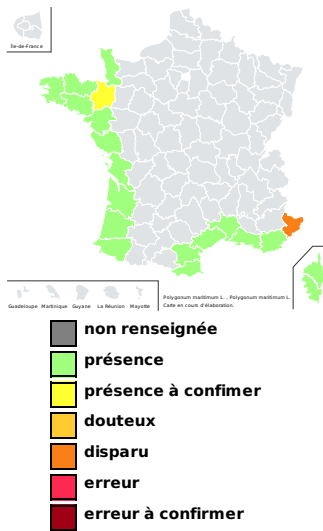 Île-de-France
Guadeloupe Martinique Guyane La Réunion Mayotte
Polygonum maritimum L. , Polygonum maritimum L.
Carte en cours d'élaboration.
non renseignée
présence
présence à confimer
douteux
disparu
erreur
erreur à confirmer